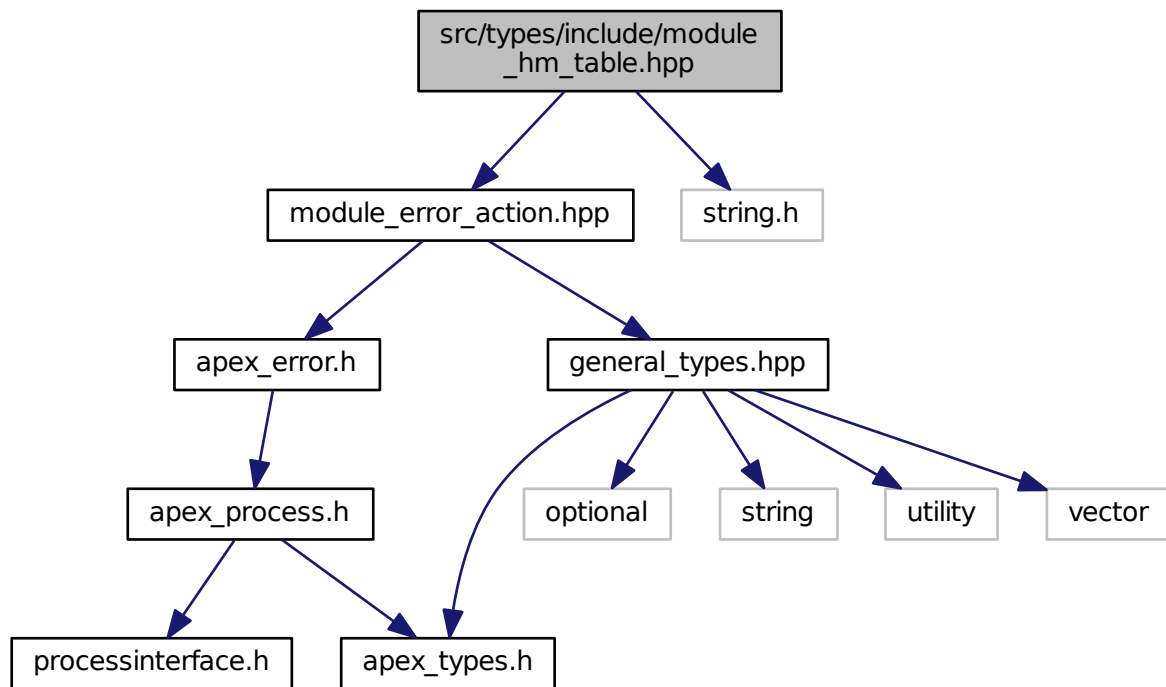 src/types/include/module
_hm_table.hpp
module_error_action.hpp
string.h
apex_error.h
general_types.hpp
apex_process.h
optional
string
utility
vector
processinterface.h
apex_types.h